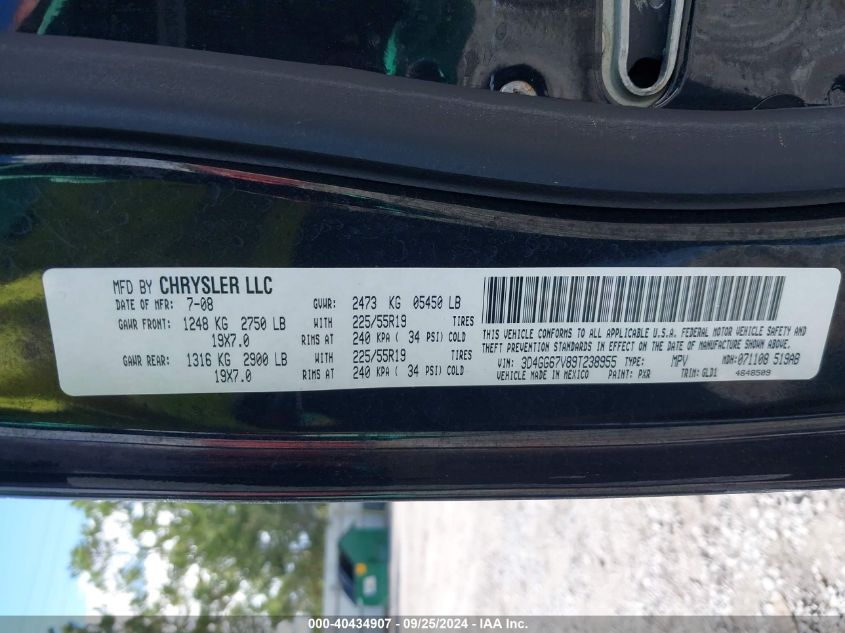 MFD BY CHRYSLER LLC
DATE OF MFR: 7-08 GVWR: 2473 KG 05450 LB
GAWR FRONT: 1248 KG 2750 LB WITH 225/55R19 TIRES
19X7.0 RIMS AT 240 KPA ( 34 PSI) COLD
GAWR REAR: 1316 KG 2900 LB WITH 225/55R19 TIRES
19X7.0 RIMS AT 240 KPA ( 34 PSI) COLD
THIS VEHICLE CONFORMS TO ALL APPLICABLE U.S.A. FEDERAL MOTOR VEHICLE SAFETY AND
THEFT PREVENTION STANDARDS IN EFFECT ON THE DATE OF MANUFACTURE SHOWN ABOVE.
VIN: 3D4GG67V89T238955 TYPE: MPV MDH: 071108 519AB
VEHICLE MADE IN MEXICO PAINT: PXR TRIM: GLD1 4648509
000-40434907 - 09/25/2024 - IAA Inc.